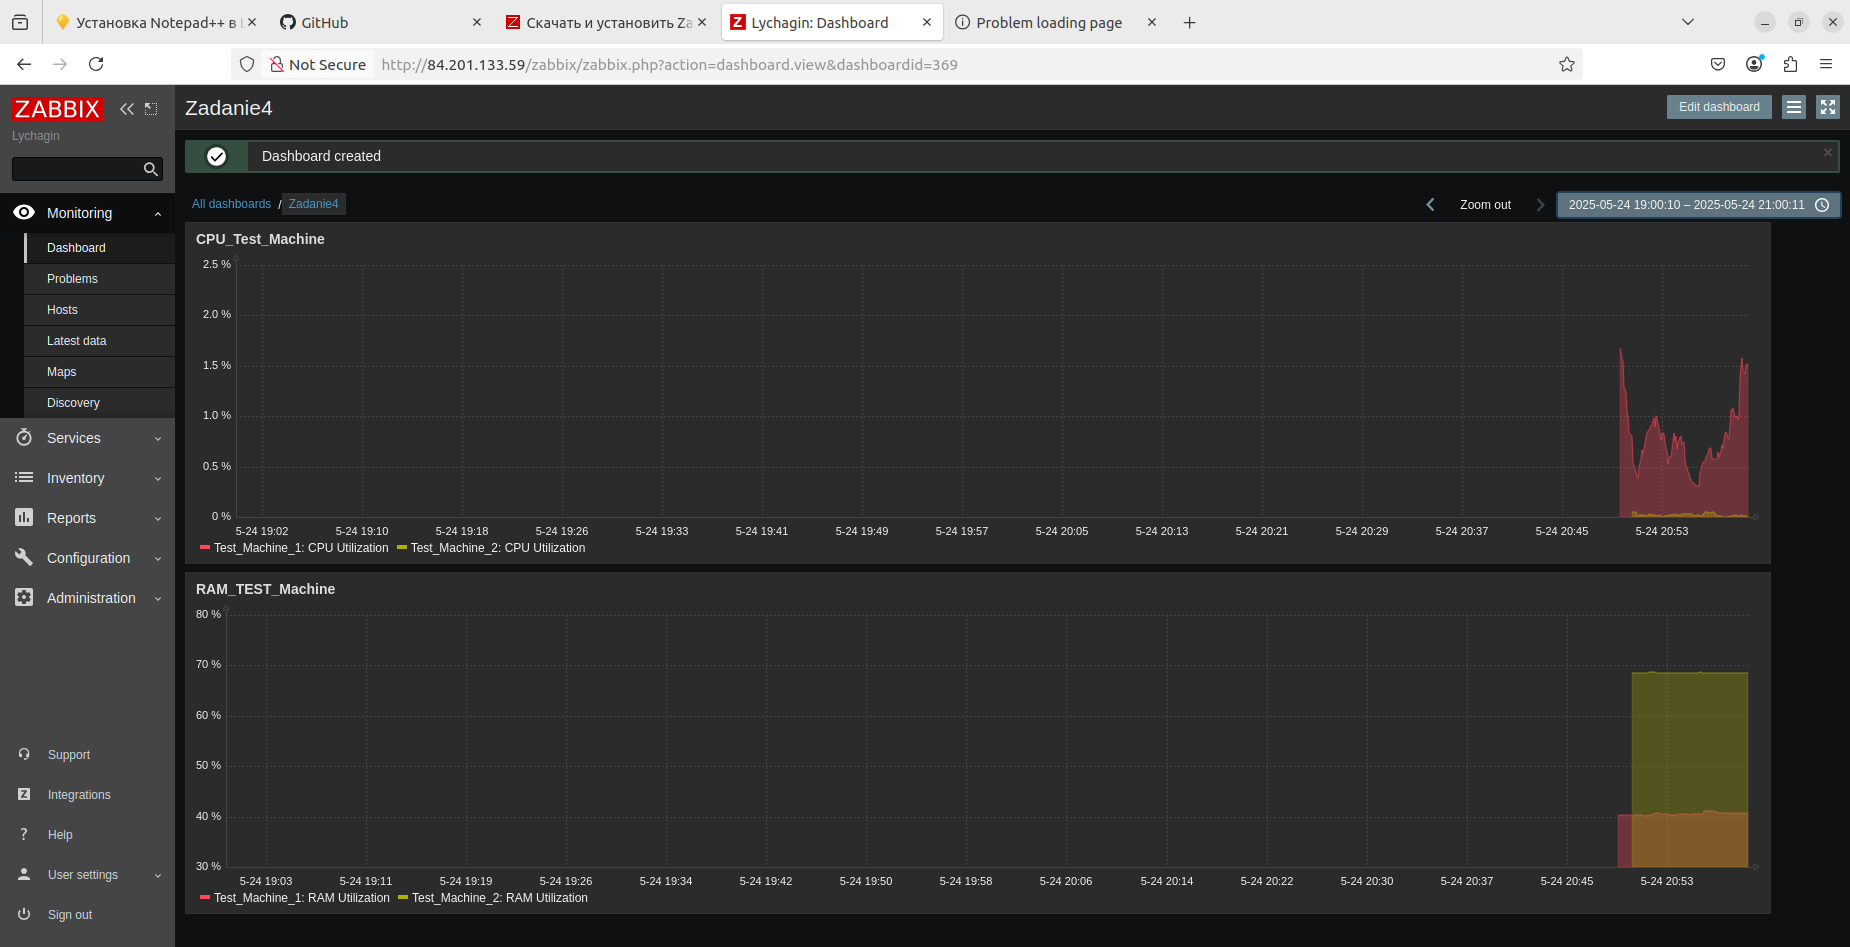 Установка Notepad++ в
GitHub
Скачать и установить Za
Lychagin: Dashboard
Problem loading page
Not Secure
http://84.201.133.59/zabbix/zabbix.php?action=dashboard.view&dashboardid=369
ZABBIX
Lychagin
Monitoring
Dashboard
Problems
Hosts
Latest data
Maps
Discovery
Services
Inventory
Reports
Configuration
Administration
Support
Integrations
Help
User settings
Sign out
Zadanie4
Edit dashboard
Dashboard created
All dashboards / Zadanie4
Zoom out
2025-05-24 19:00:10 – 2025-05-24 21:00:11
CPU_Test_Machine
2.5 %
2.0 %
1.5 %
1.0 %
0.5 %
0 %
5-24 19:02 5-24 19:10 5-24 19:18 5-24 19:26 5-24 19:33 5-24 19:41 5-24 19:49 5-24 19:57 5-24 20:05 5-24 20:13 5-24 20:21 5-24 20:29 5-24 20:37 5-24 20:45 5-24 20:53
Test_Machine_1: CPU Utilization Test_Machine_2: CPU Utilization
RAM_TEST_Machine
80 %
70 %
60 %
50 %
40 %
30 %
5-24 19:03 5-24 19:11 5-24 19:19 5-24 19:26 5-24 19:34 5-24 19:42 5-24 19:50 5-24 19:58 5-24 20:06 5-24 20:14 5-24 20:22 5-24 20:30 5-24 20:37 5-24 20:45 5-24 20:53
Test_Machine_1: RAM Utilization Test_Machine_2: RAM Utilization